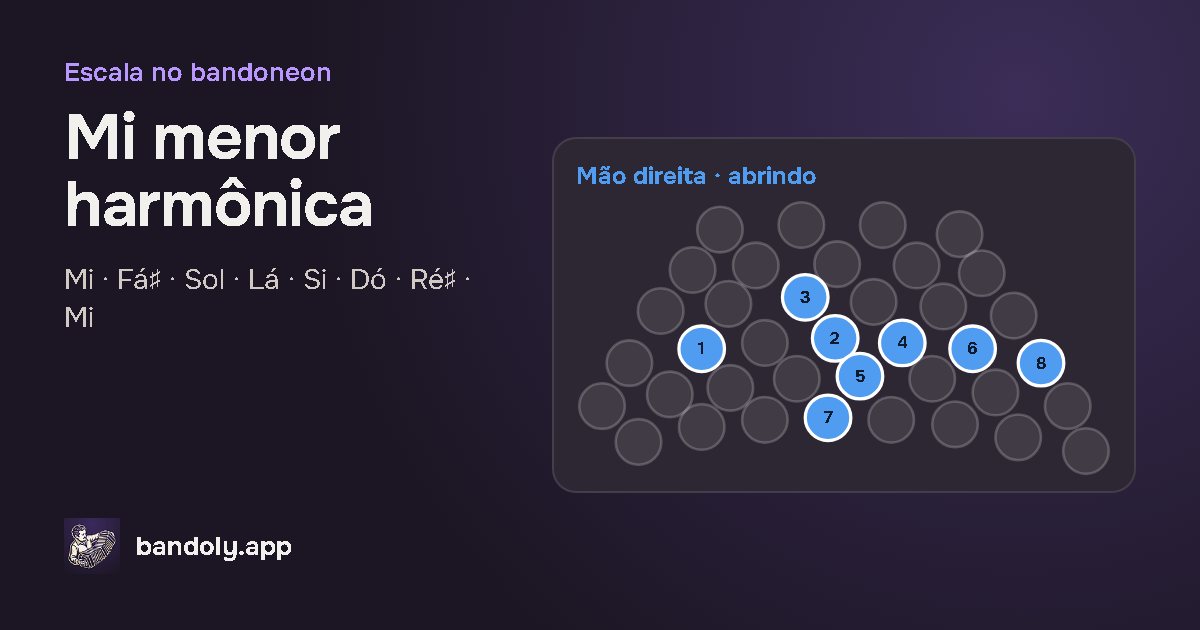 Escala no bandoneon
Mi menor
harmônica
Mi · Fá♯ · Sol · Lá · Si · Dó · Ré♯ ·
Mi
Mão direita · abrindo
3
1
2
4
6
8
5
7
bandoly.app